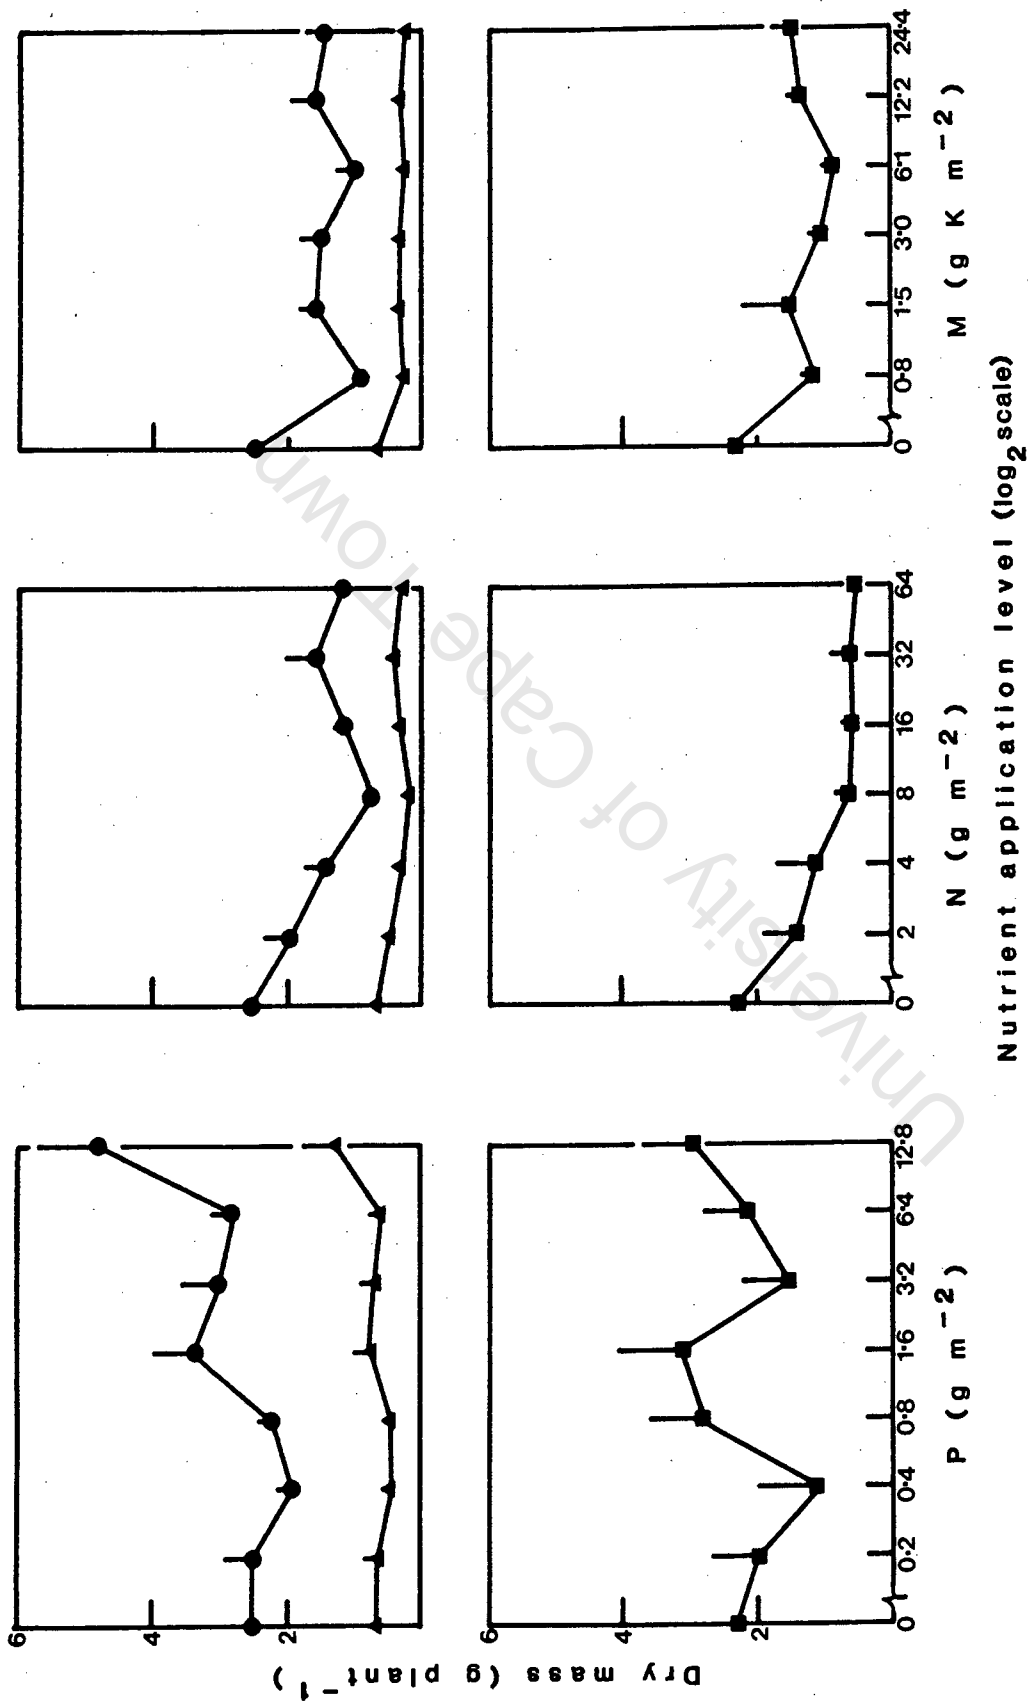 6
4
2
6
4
2
Dry mass (g plant⁻¹)
0 0·2 0·4 0·8 1·6 3·2 6·4 12·8
P (g m⁻²)
0 2 4 8 16 32 64
N (g m⁻²)
0 0·8 1·5 3·0 6·1 12·2 24·4
M (g K m⁻²)
Nutrient application level (log₂ scale)
University of Cape Town